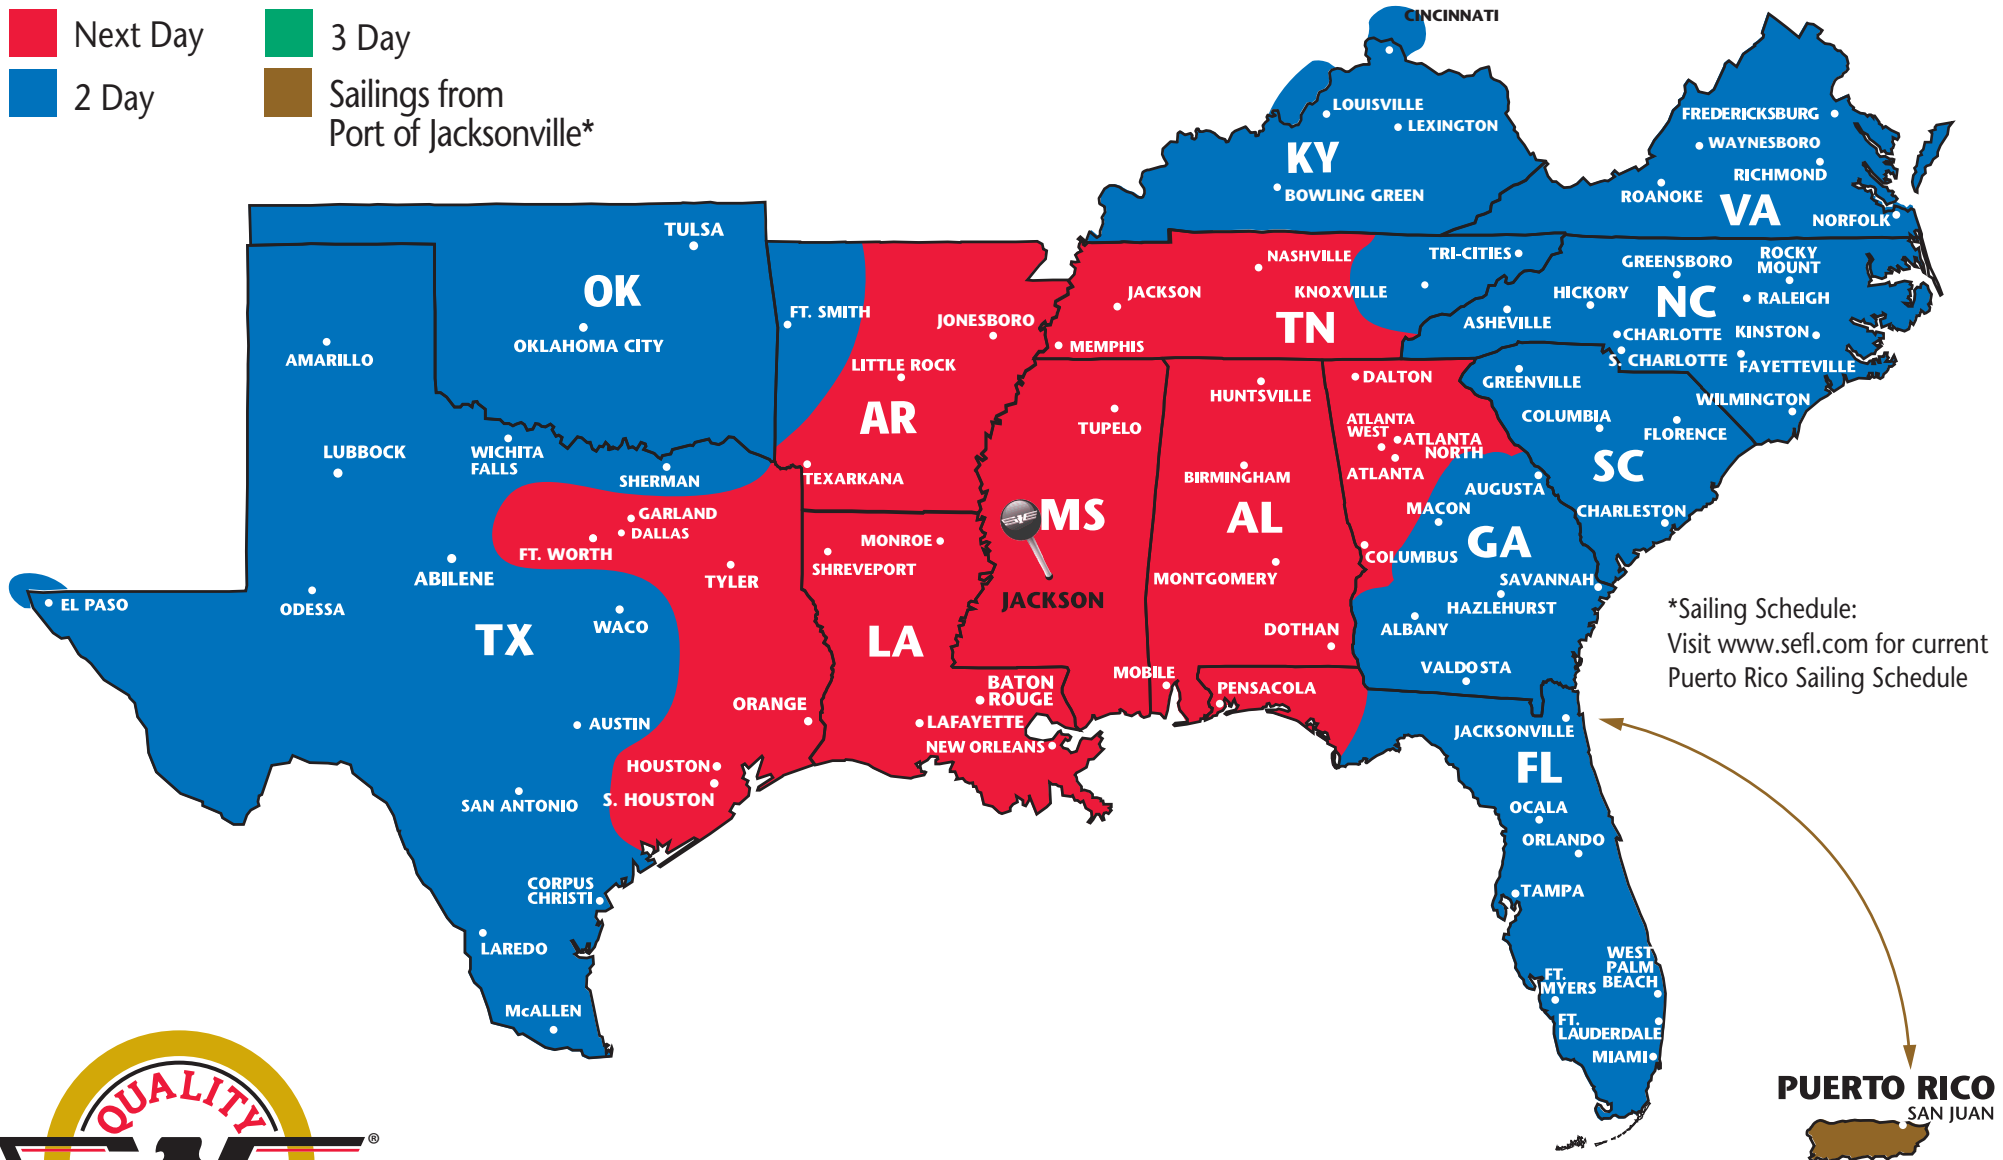 Next Day
3 Day
2 Day
Sailings from
Port of Jacksonville*
CINCINNATI
LOUISVILLE
LEXINGTON
KY
BOWLING GREEN
FREDERICKSBURG
WAYNESBORO
RICHMOND
ROANOKE
VA
NORFOLK
TULSA
OK
OKLAHOMA CITY
AMARILLO
LUBBOCK
WICHITA
FALLS
SHERMAN
GARLAND
DALLAS
FT. WORTH
TYLER
ABILENE
EL PASO
ODESSA
WACO
TX
ORANGE
AUSTIN
HOUSTON
S. HOUSTON
SAN ANTONIO
CORPUS
CHRISTI
LAREDO
McALLEN
FT. SMITH
JONESBORO
LITTLE ROCK
AR
TEXARKANA
MONROE
SHREVEPORT
LA
BATON
ROUGE
LAFAYETTE
NEW ORLEANS
NASHVILLE
JACKSON
KNOXVILLE
TRI-CITIES
TN
MEMPHIS
TUPELO
MS
JACKSON
HUNTSVILLE
BIRMINGHAM
AL
MONTGOMERY
DOTHAN
MOBILE
PENSACOLA
DALTON
ATLANTA
WEST
ATLANTA
NORTH
ATLANTA
AUGUSTA
MACON
COLUMBUS
GA
SAVANNAH
HAZLEHURST
ALBANY
VALDOSTA
ROCKY
MOUNT
GREENSBORO
HICKORY
NC
RALEIGH
ASHEVILLE
CHARLOTTE
KINSTON
S. CHARLOTTE
FAYETTEVILLE
WILMINGTON
GREENVILLE
COLUMBIA
FLORENCE
SC
CHARLESTON
JACKSONVILLE
FL
OCALA
ORLANDO
TAMPA
WEST
PALM
BEACH
FT.
MYERS
FT.
LAUDERDALE
MIAMI
*Sailing Schedule:
Visit www.sefl.com for current
Puerto Rico Sailing Schedule
PUERTO RICO
SAN JUAN
QUALITY
®